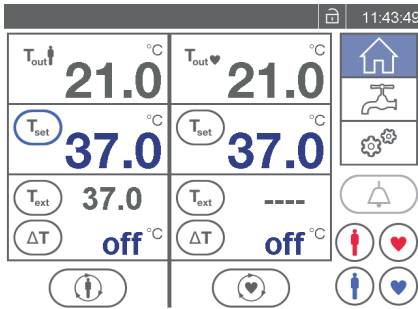 11:43:49
Tout °C Tout °C
21.0 21.0
Tset °C Tset °C
37.0 37.0
Text 37.0 Text ----
ΔT off °C ΔT off °C